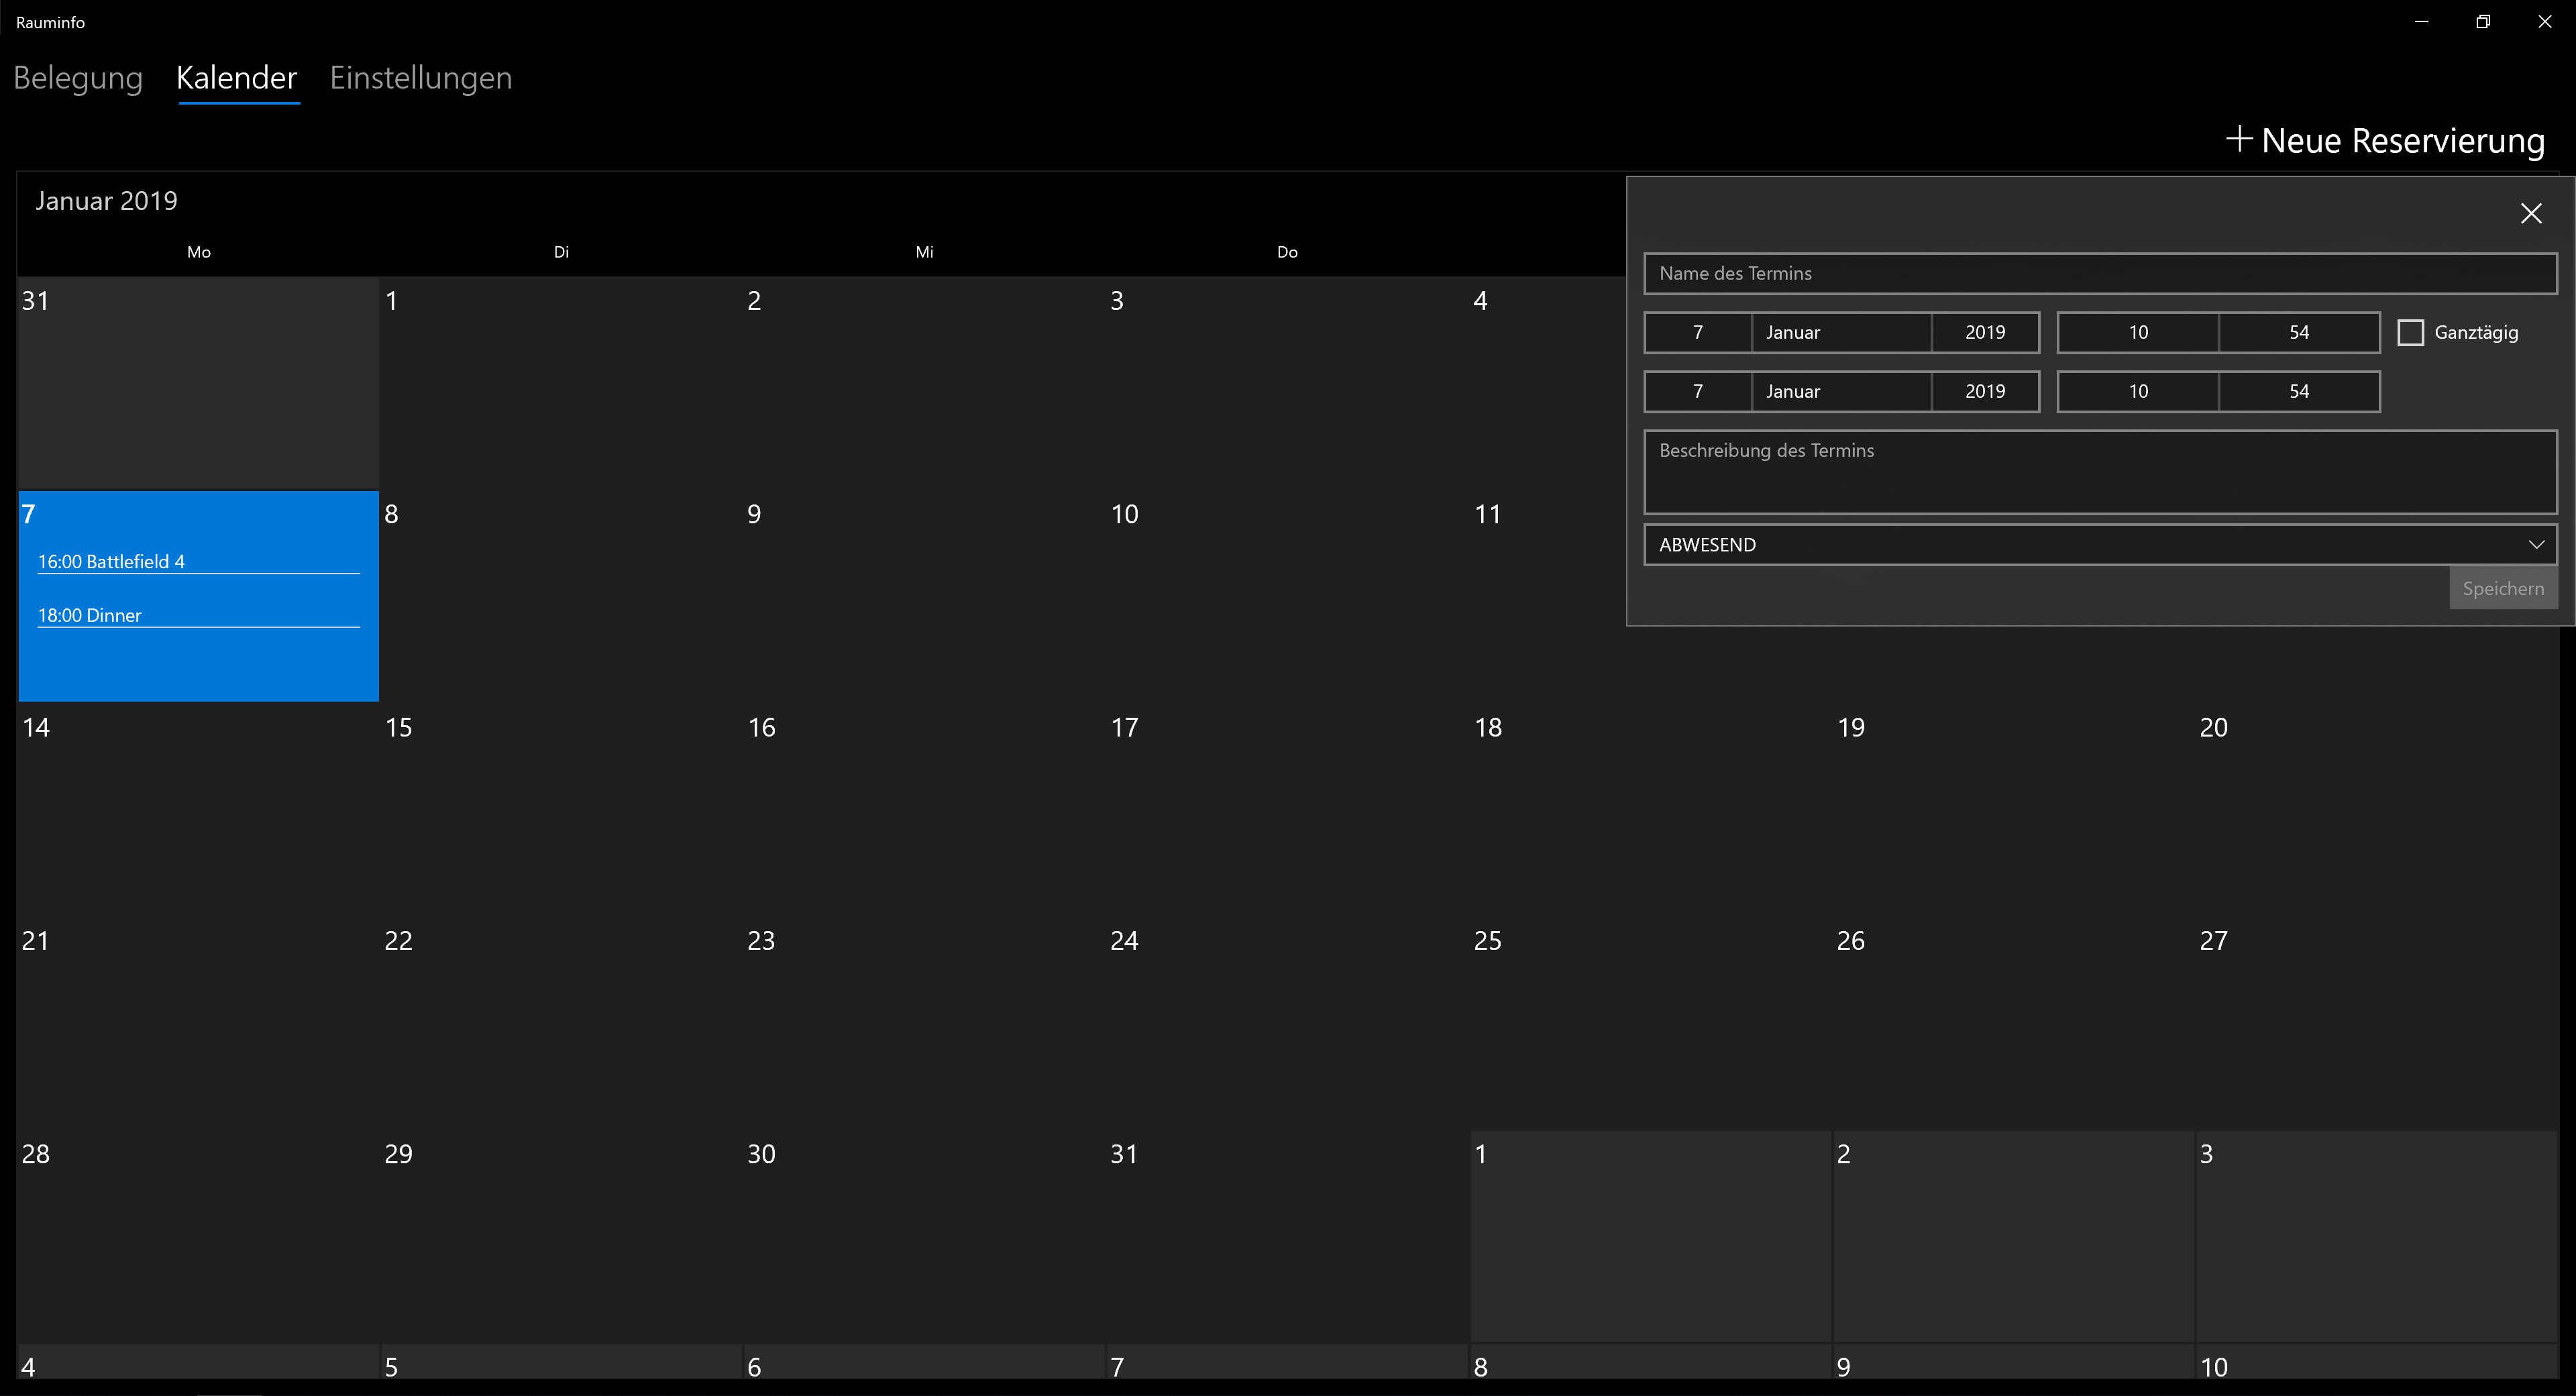 Rauminfo
Belegung Kalender Einstellungen
Neue Reservierung
Januar 2019
Mo Di Mi Do
31 1 2 3 4
7 8 9 10 11
16:00 Battlefield 4
18:00 Dinner
Name des Termins
7 Januar 2019 10 54 Ganztägig
7 Januar 2019 10 54
Beschreibung des Termins
ABWESEND
Speichern
14 15 16 17 18 19 20
21 22 23 24 25 26 27
28 29 30 31 1 2 3
4 5 6 7 8 9 10